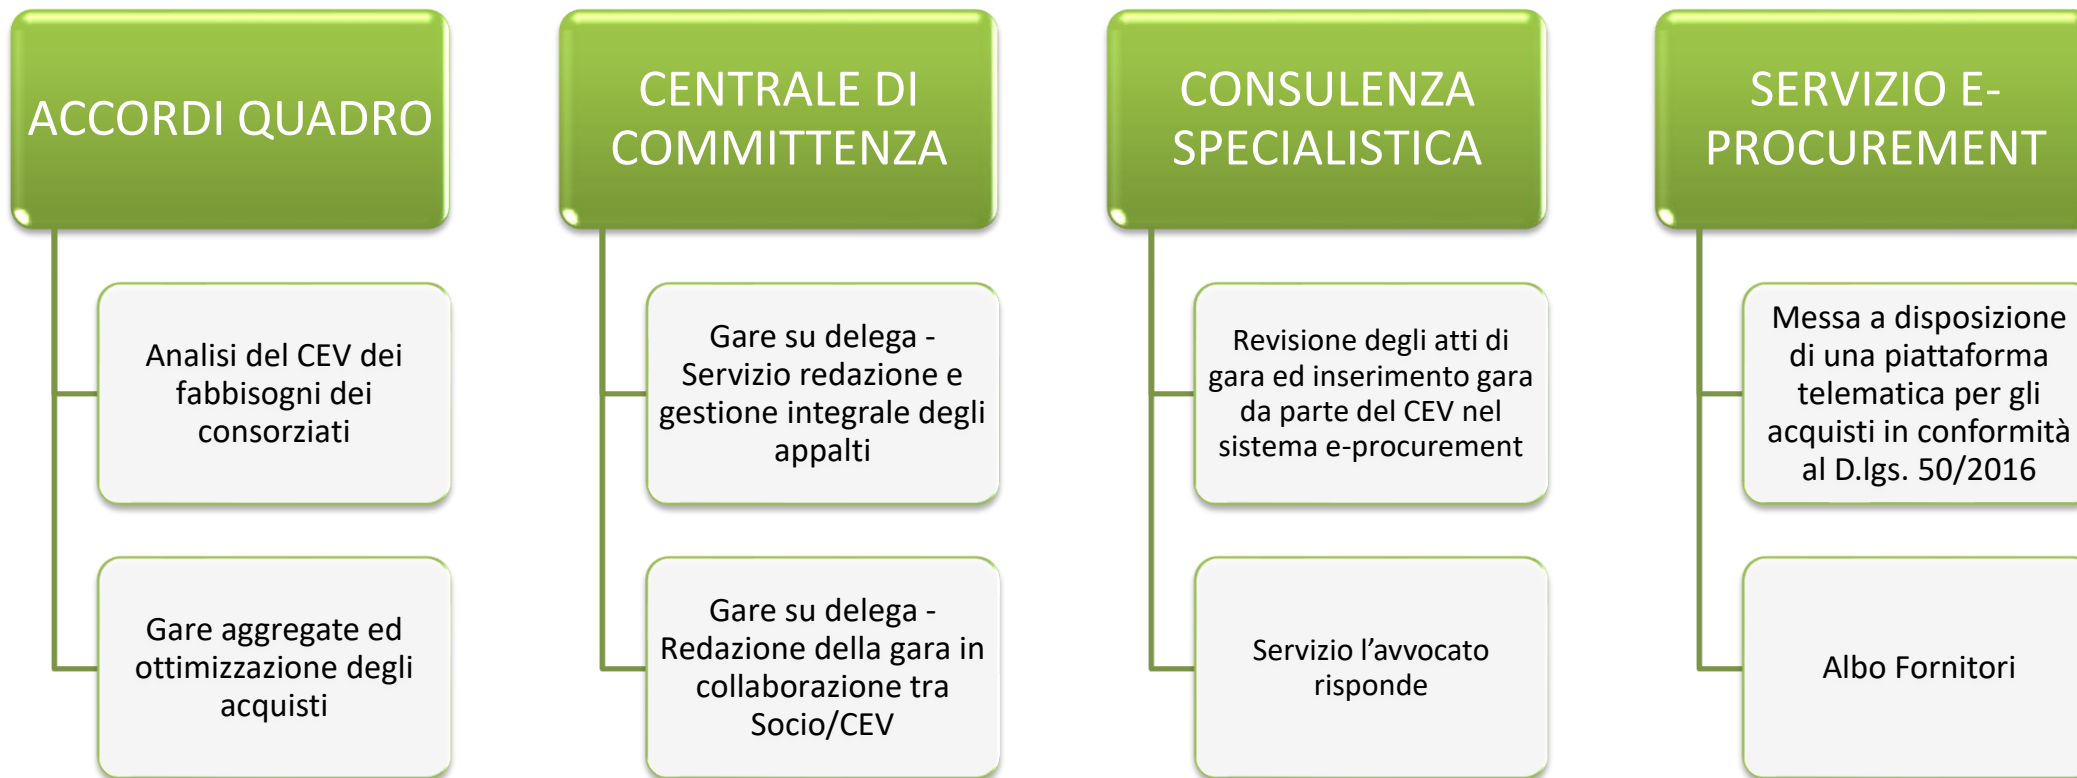 ACCORDI QUADRO
Analisi del CEV dei
fabbisogni dei
consorziati
Gare aggregate ed
ottimizzazione degli
acquisti
CENTRALE DI
COMMITTENZA
Gare su delega -
Servizio redazione e
gestione integrale degli
appalti
Gare su delega -
Redazione della gara in
collaborazione tra
Socio/CEV
CONSULENZA
SPECIALISTICA
Revisione degli atti di
gara ed inserimento gara
da parte del CEV nel
sistema e-procurement
Servizio l’avvocato
risponde
SERVIZIO E-
PROCUREMENT
Messa a disposizione
di una piattaforma
telematica per gli
acquisti in conformità
al D.lgs. 50/2016
Albo Fornitori